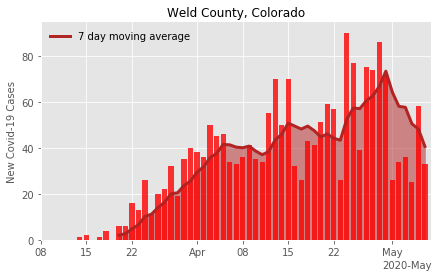 Weld County, Colorado
7 day moving average
New Covid-19 Cases
80
60
40
20
0
08
15
22
Apr
08
15
22
May
2020-May